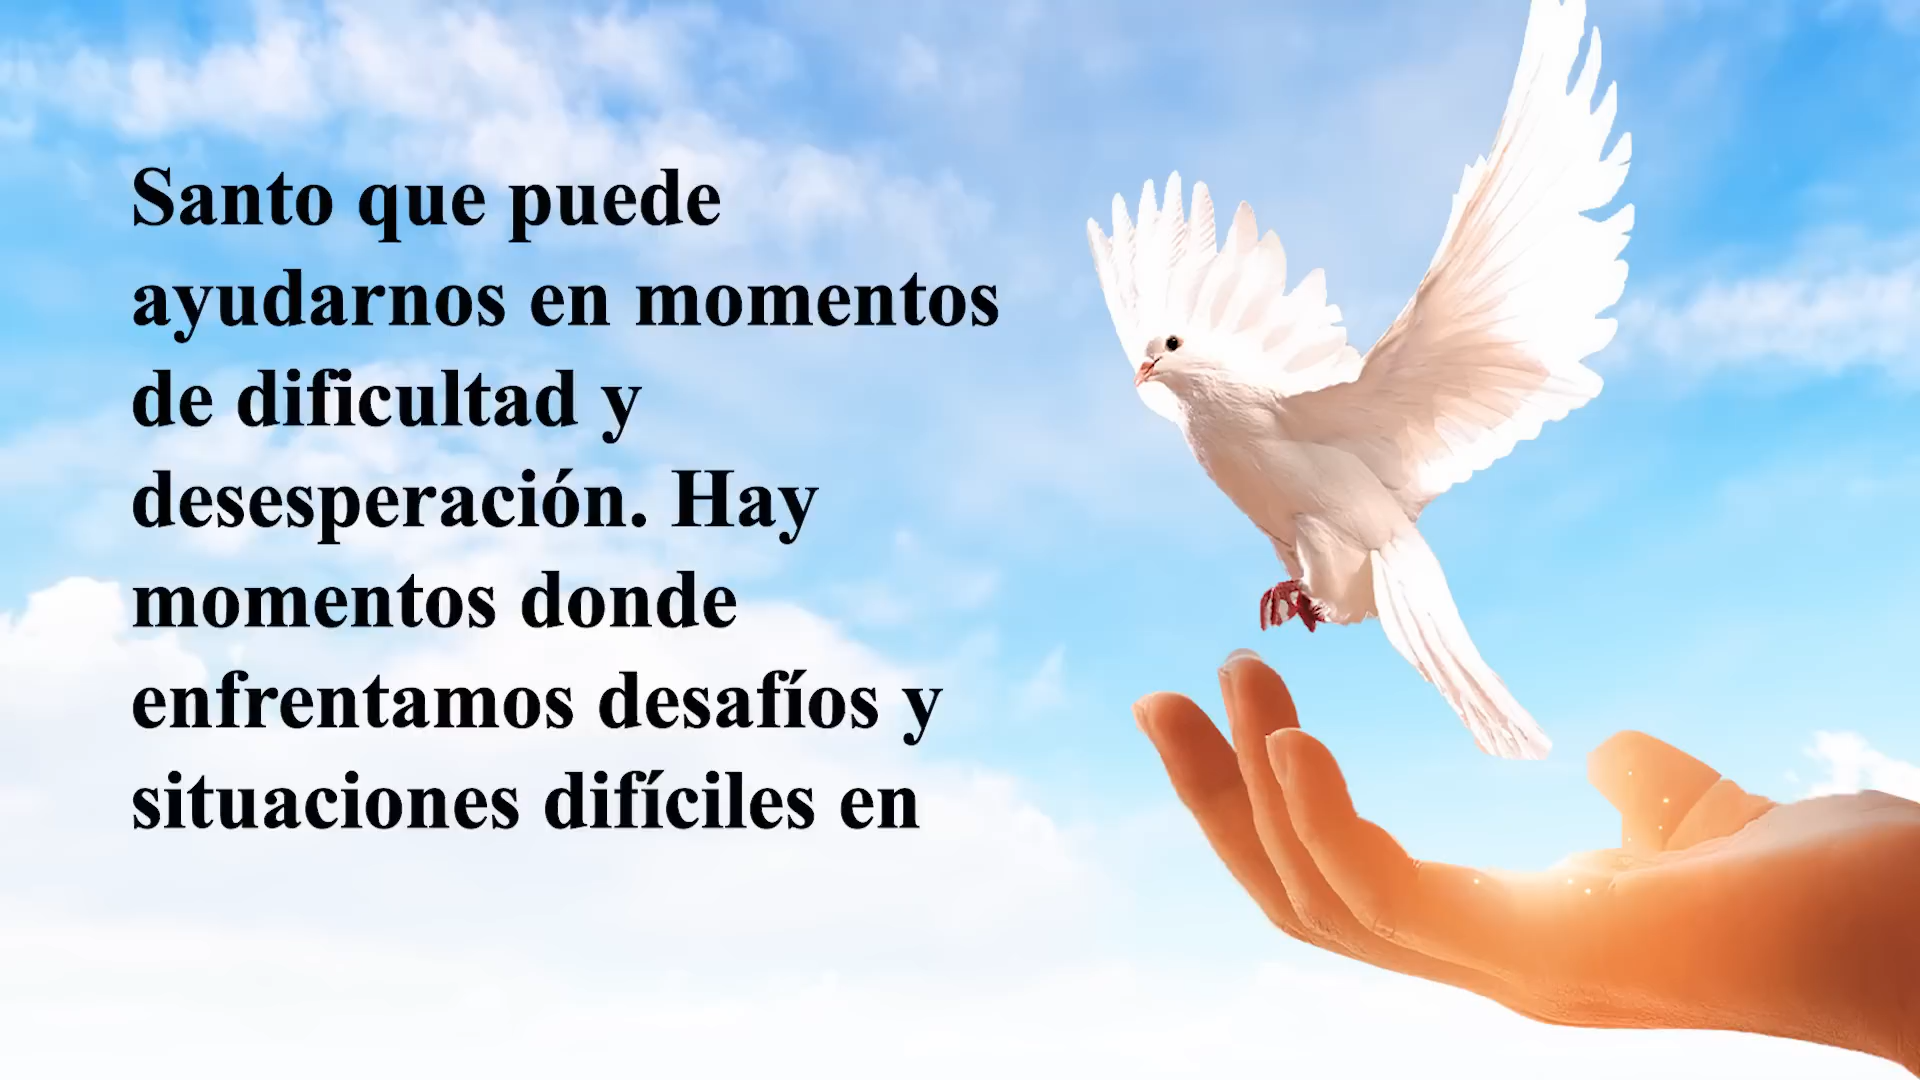 Santo que puede
ayudarnos en momentos
de dificultad y
desesperación. Hay
momentos donde
enfrentamos desafíos y
situaciones difíciles en